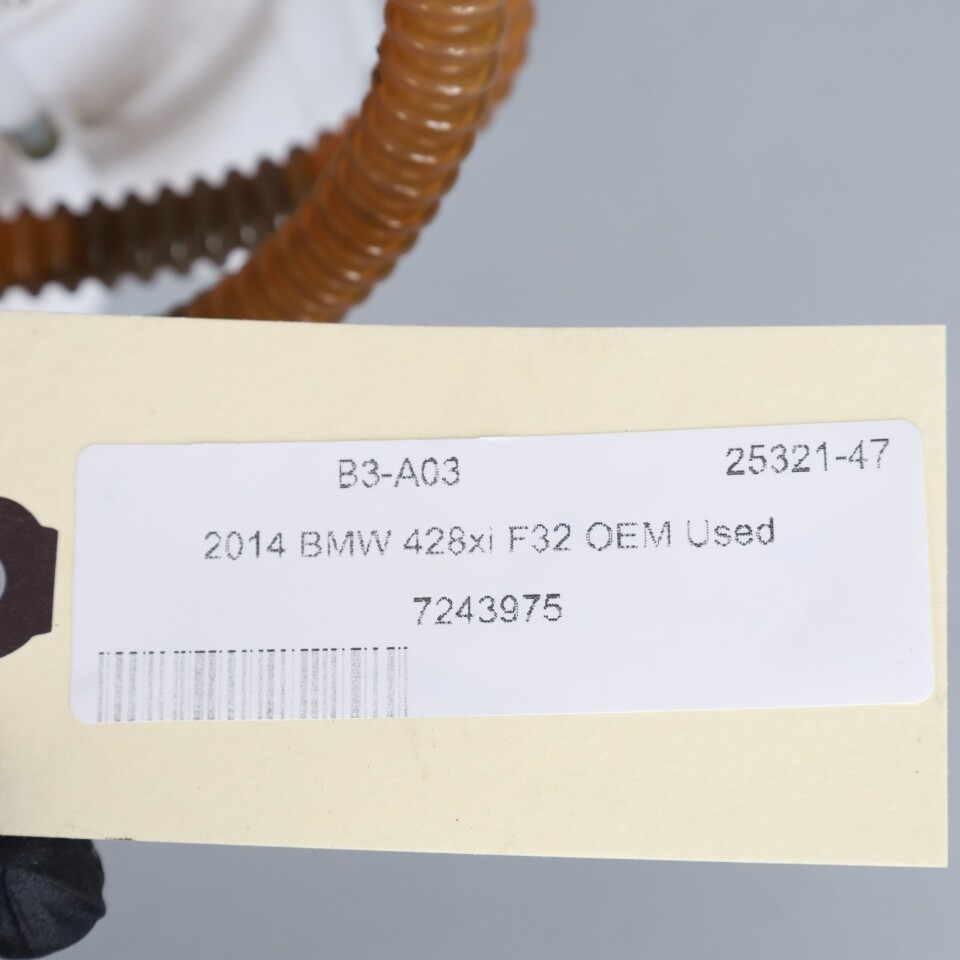 B3-A03 25321-47
2014 BMW 428xi F32 OEM Used
7243975